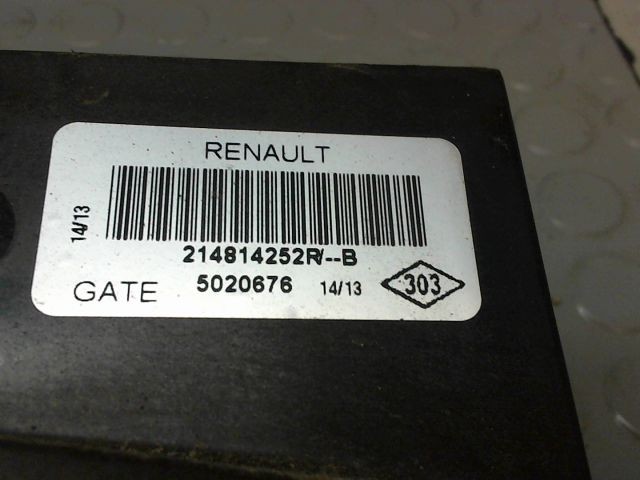 RENAULT
14/13
214814252R/--B
GATE 5020676 14/13 303